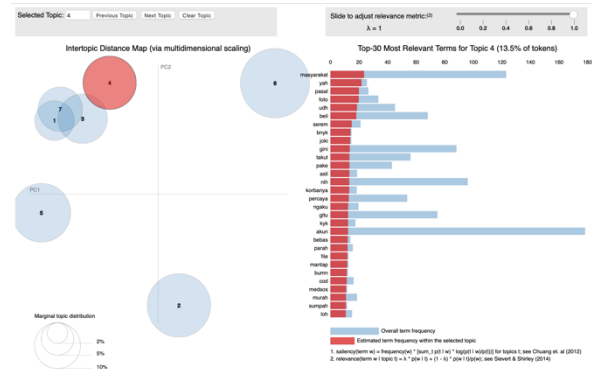 Selected Topic: 4 Previous Topic Next Topic Clear Topic
Slide to adjust relevance metric:(2)
λ = 1
0.0 0.2 0.4 0.6 0.8 1.0
Intertopic Distance Map (via multidimensional scaling)
PC2
PC1
4
6
7
1
3
5
2
Marginal topic distribution
2%
5%
10%
Top-30 Most Relevant Terms for Topic 4 (13.5% of tokens)
0 20 40 60 80 100 120 140 160 180
masyarakat
yah
pasal
foto
udh
beli
serem
bnyk
joki
gini
takut
pake
asli
nih
korbanya
percaya
ngaku
gitu
kyk
akun
bebas
parah
file
mantap
bumn
cod
medsos
murah
sumpah
loh
Overall term frequency
Estimated term frequency within the selected topic
1. saliency(term w) = frequency(w) * [sum_t p(t | w) * log(p(t | w)/p(t))] for topics t; see Chuang et. al (2012)
2. relevance(term w | topic t) = λ * p(w | t) + (1 - λ) * p(w | t)/p(w); see Sievert & Shirley (2014)